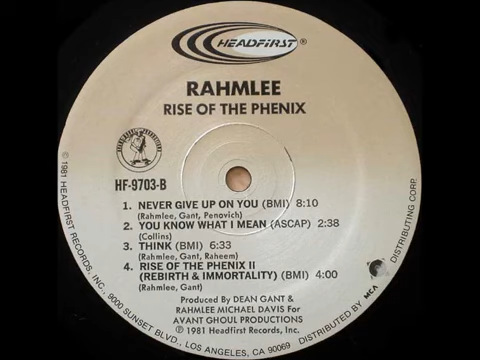 HEADFIRST®
RAHMLEE
RISE OF THE PHENIX
HF-9703-B
1. NEVER GIVE UP ON YOU (BMI) 8:10
(Rahmlee, Gant, Penovich)
2. YOU KNOW WHAT I MEAN (ASCAP) 2:38
(Collins)
3. THINK (BMI) 6:33
(Rahmlee, Gant, Raheem)
4. RISE OF THE PHENIX II
(REBIRTH & IMMORTALITY) (BMI) 4:00
(Rahmlee, Gant)
Produced By DEAN GANT &
RAHMLEE MICHAEL DAVIS For
AVANT GHOUL PRODUCTIONS
℗ 1981 Headfirst Records, Inc.
© 1981 HEADFIRST RECORDS, INC., 9000 SUNSET BLVD., LOS ANGELES, CA 90069 DISTRIBUTED BY MCA DISTRIBUTING CORP.